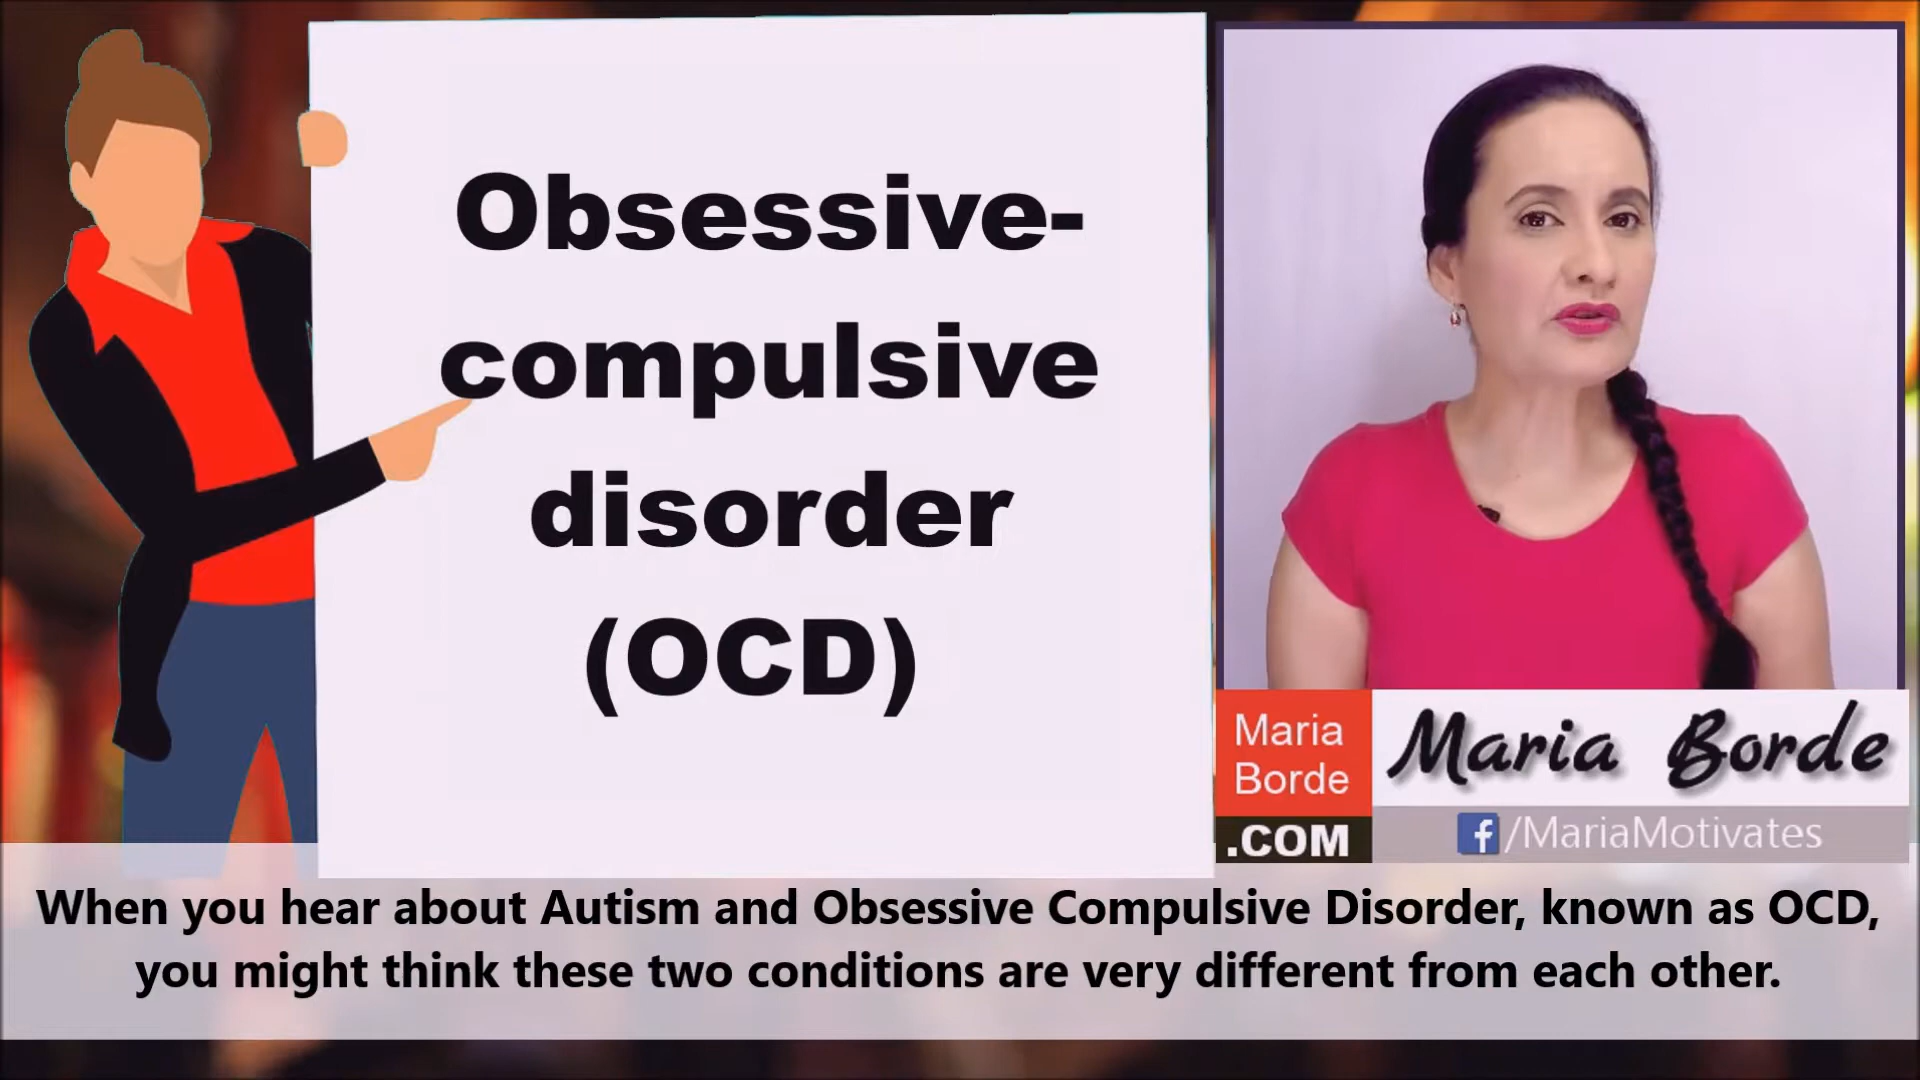 Obsessive-
compulsive
disorder
(OCD)
Maria
Borde
.COM
Maria Borde
f/MariaMotivates
When you hear about Autism and Obsessive Compulsive Disorder, known as OCD,
you might think these two conditions are very different from each other.